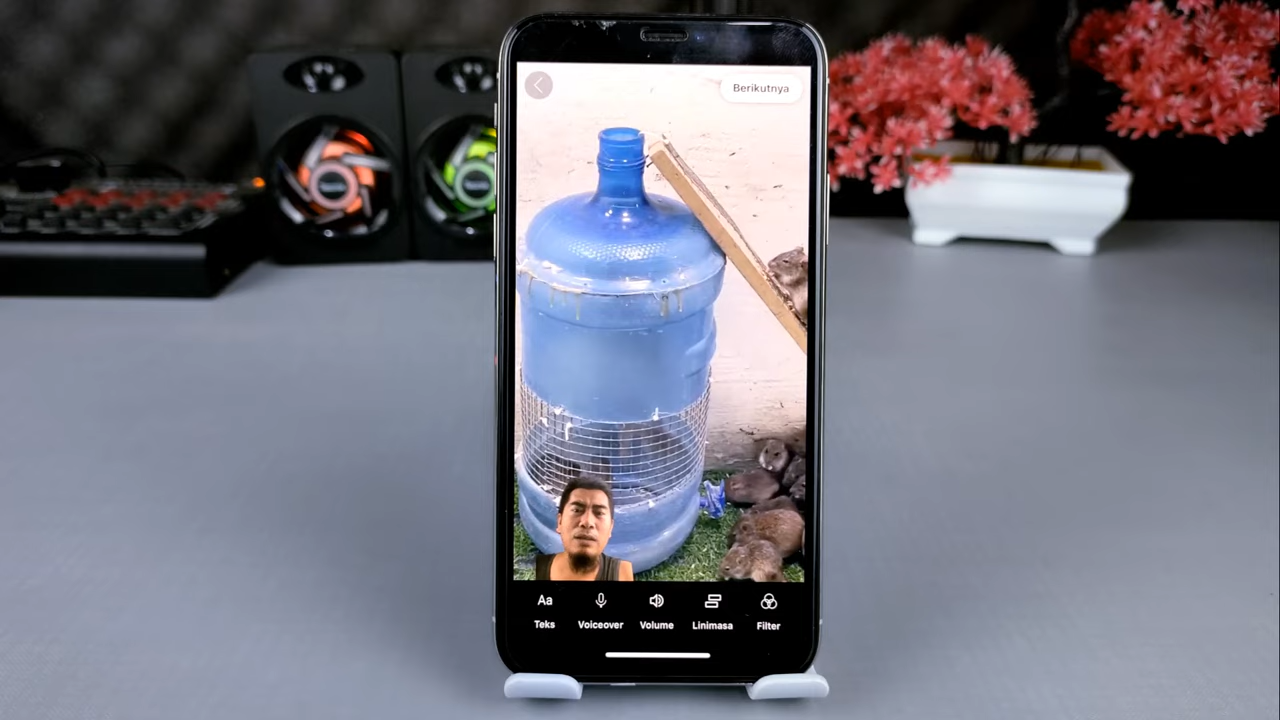 Berikutnya
Aa
Teks
Voiceover
Volume
Linimasa
Filter